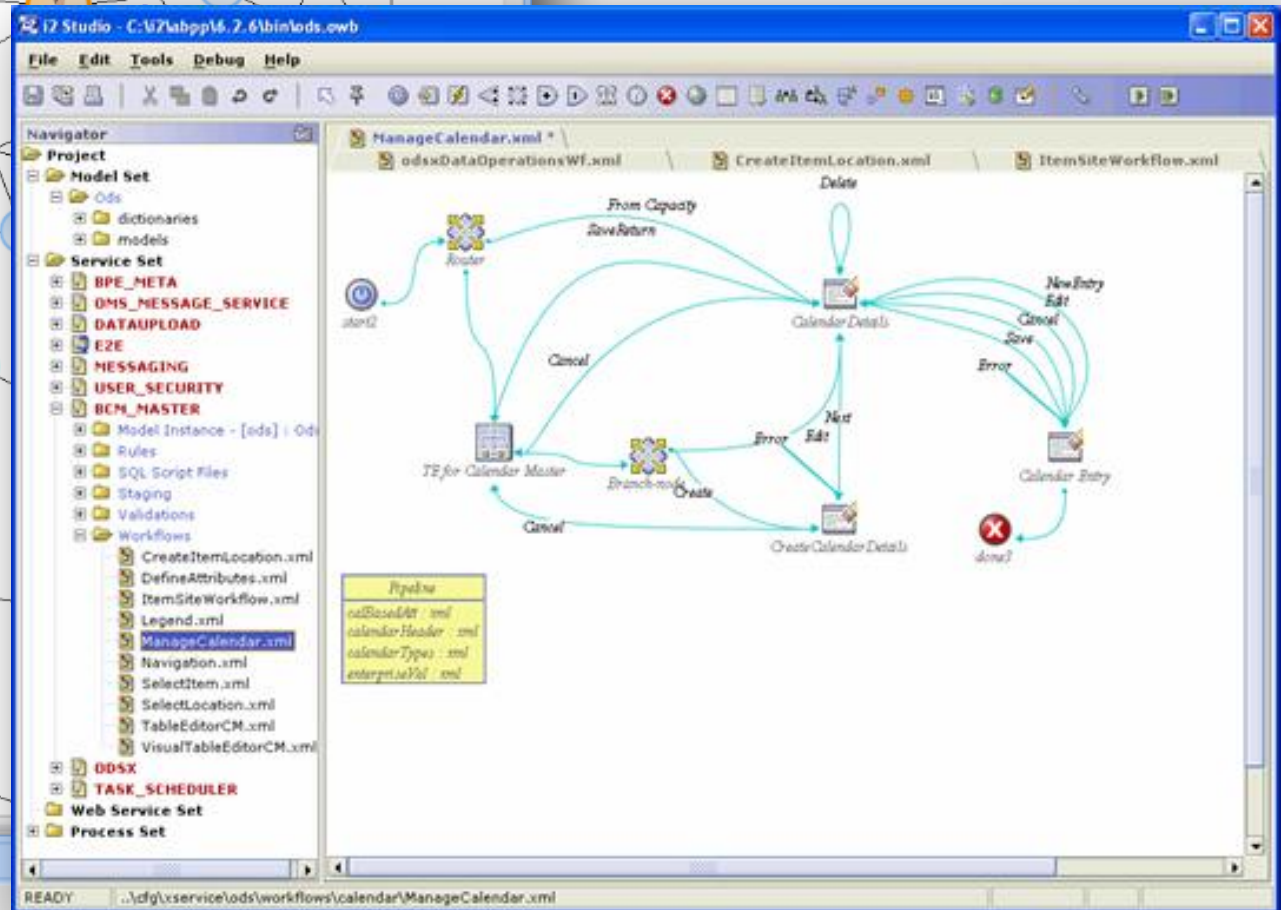 i2 Studio - C:\i2\abpp\6.2.6\bin\ods.owb
File Edit Tools Debug Help
Navigator
Project
Model Set
Ods
dictionaries
models
Service Set
BPE_META
OMS_MESSAGE_SERVICE
DATAUPLOAD
E2E
MESSAGING
USER_SECURITY
BCM_MASTER
Model Instance - [ods] : Ods
Rules
SQL Script Files
Staging
Validations
Workflows
CreateItemLocation.xml
DefineAttributes.xml
ItemSiteWorkflow.xml
Legend.xml
ManageCalendar.xml
Navigation.xml
SelectItem.xml
SelectLocation.xml
TableEditorCM.xml
VisualTableEditorCM.xml
ODSX
TASK_SCHEDULER
Web Service Set
Process Set
ManageCalendar.xml *
odsxDataOperationsWf.xml CreateItemLocation.xml ItemSiteWorkflow.xml
Delete
From Capacity
SaveReturn
Router
start2
Calendar Details
NewEntry
Edit
Cancel
Save
Error
Cancel
Next
Error Edit
TE for Calendar Master
Branch-node
Create
Calendar Entry
Cancel
CreateCalendar Details
done3
Pipeline
calBasedAtt : xml
calendarHeader : xml
calendarTypes : xml
enterpriseVal : xml
READY ..\cfg\xservice\ods\workflows\calendar\ManageCalendar.xml